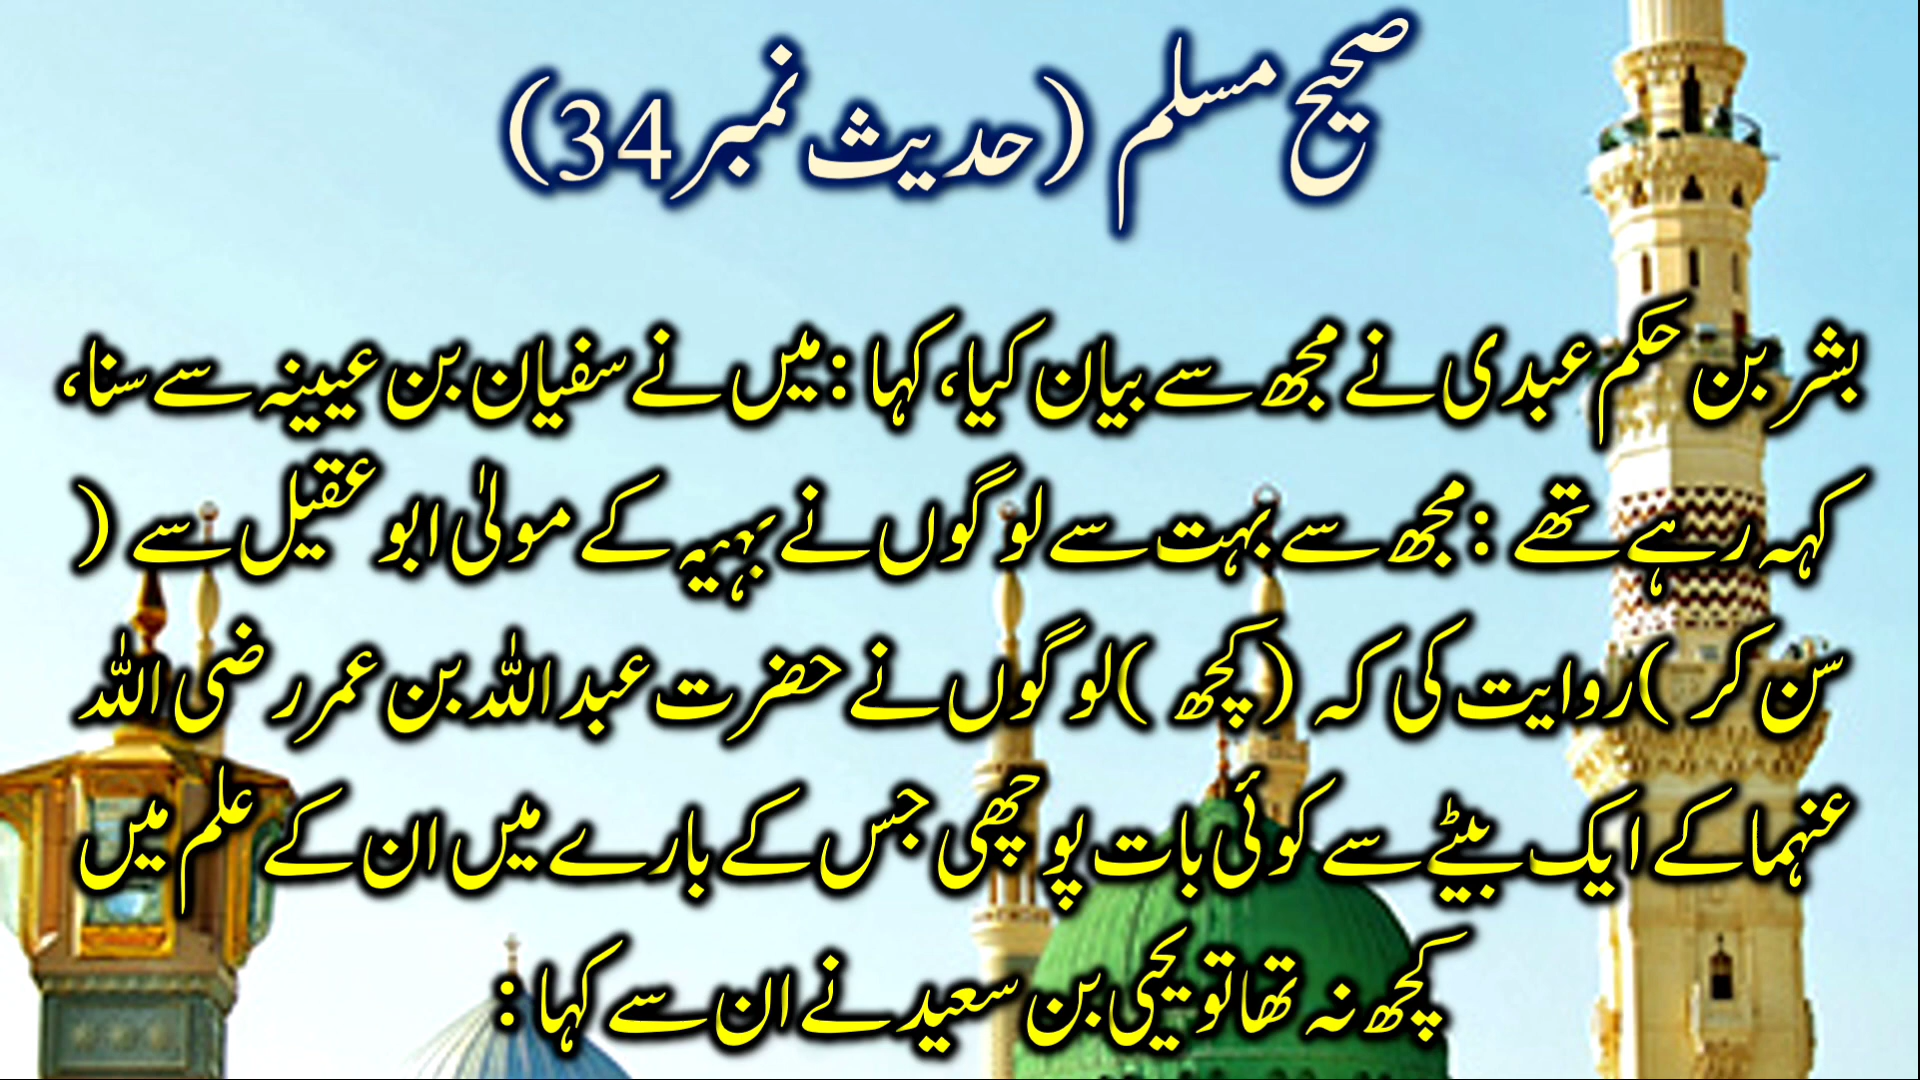 صحیح مسلم (حدیث نمبر34)
بشر بن حکم عبدی نے مجھ سے بیان کیا، کہا :میں نے سفیان بن عیینہ سے سنا،
کہہ رہے تھے :مجھ سے بہت سے لوگوں نے بہیہ کے مولیٰ ابو عقیل سے (
سن کر )روایت کی کہ (کچھ )لوگوں نے حضرت عبد اللہ بن عمر رضی اللہ
عنہما کے ایک بیٹے سے کوئی بات پوچھی جس کے بارے میں ان کے علم میں
کچھ نہ تھا تو یحییٰ بن سعید نے ان سے کہا :